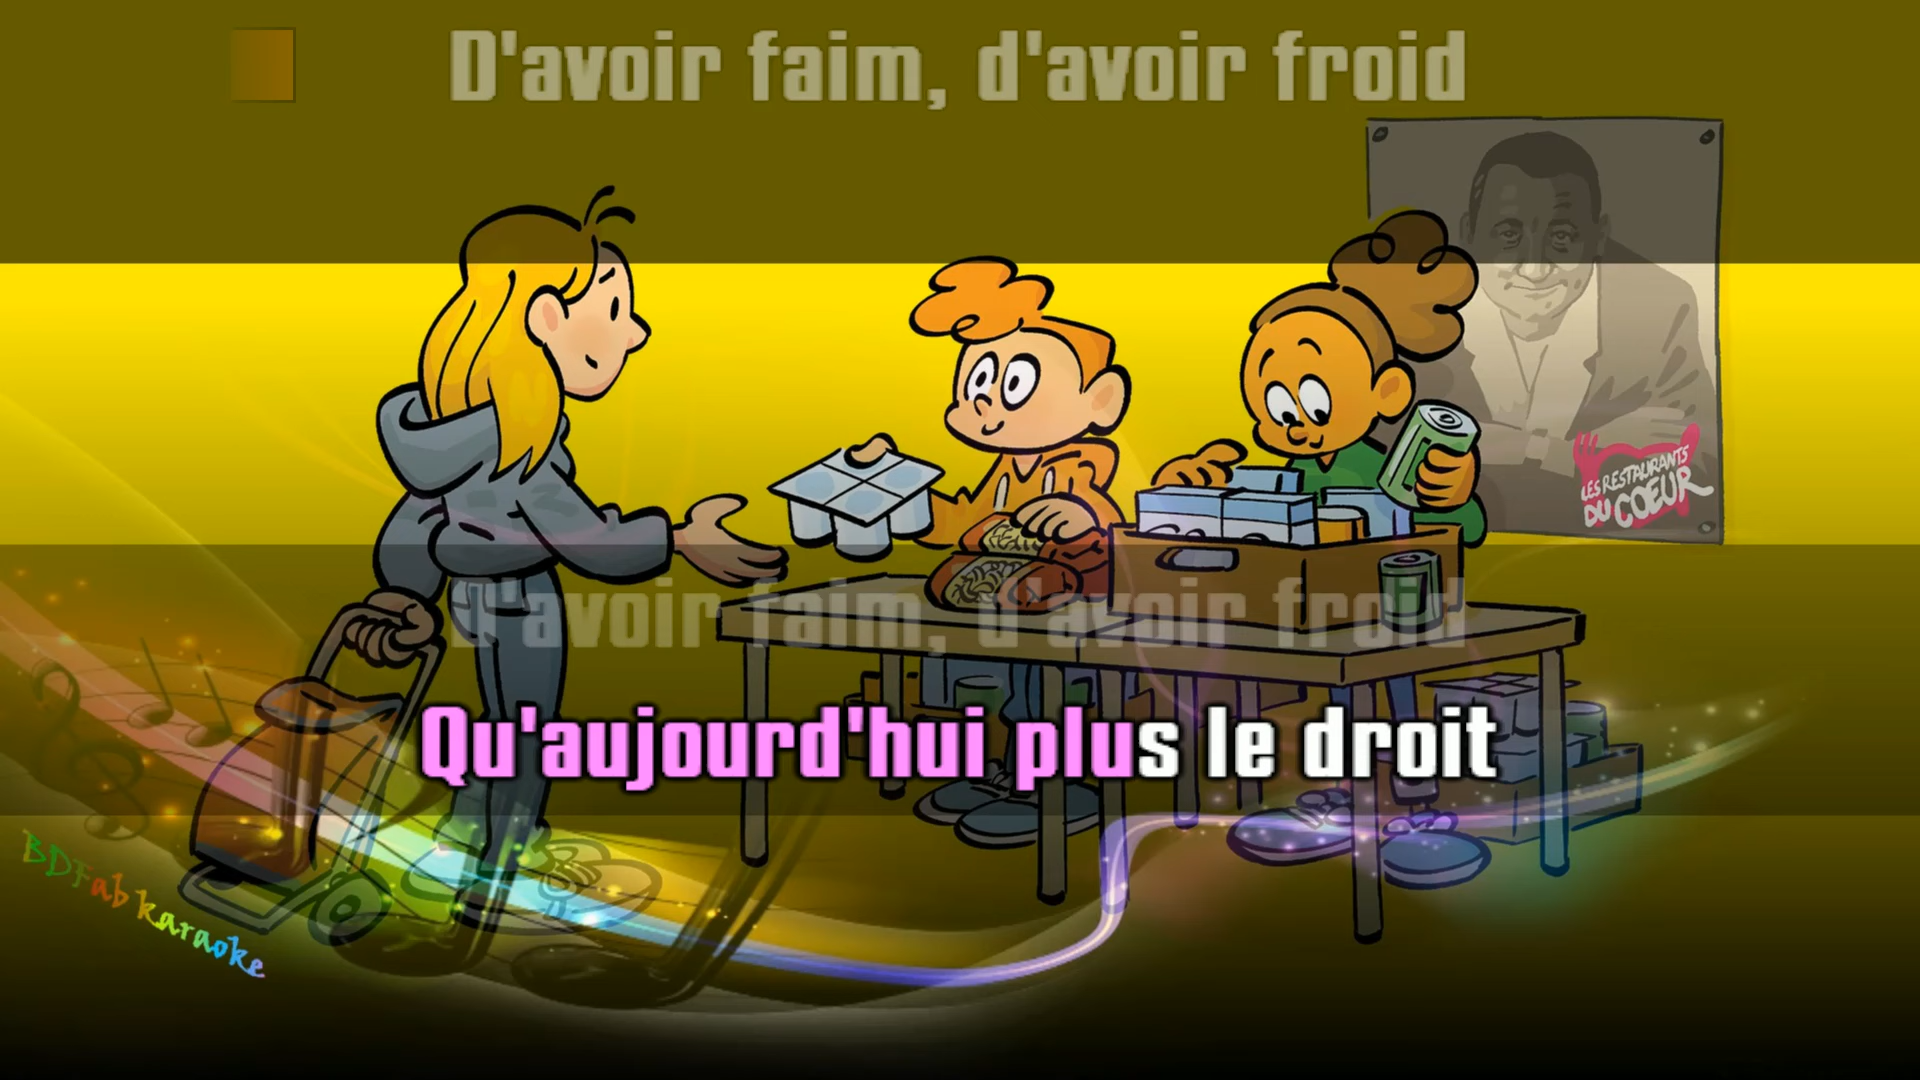 D'avoir faim, d'avoir froid
LES RESTAURANTS
DU COEUR
D'avoir faim, d'avoir froid
Qu'aujourd'hui plus le droit
BDFab karaoke